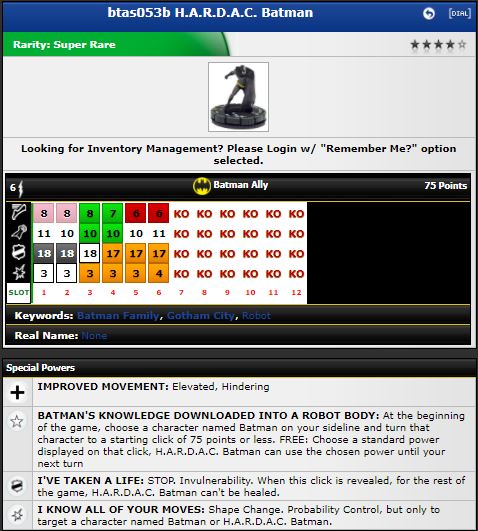 btas053b H.A.R.D.A.C. Batman
[DIAL]
Rarity: Super Rare
Looking for Inventory Management? Please Login w/ "Remember Me?" option
selected.
6 Batman Ally 75 Points
8 8 8 7 6 6 KO KO KO KO KO KO
11 10 10 10 10 11 KO KO KO KO KO KO
18 18 18 17 17 17 KO KO KO KO KO KO
3 3 3 3 3 4 KO KO KO KO KO KO
SLOT 1 2 3 4 5 6 7 8 9 10 11 12
Keywords: Batman Family, Gotham City, Robot
Real Name: None
Special Powers
IMPROVED MOVEMENT: Elevated, Hindering
BATMAN'S KNOWLEDGE DOWNLOADED INTO A ROBOT BODY: At the beginning
of the game, choose a character named Batman on your sideline and turn that
character to a starting click of 75 points or less. FREE: Choose a standard power
displayed on that click, H.A.R.D.A.C. Batman can use the chosen power until your
next turn
I'VE TAKEN A LIFE: STOP. Invulnerability. When this click is revealed, for the rest
of the game, H.A.R.D.A.C. Batman can't be healed.
I KNOW ALL OF YOUR MOVES: Shape Change. Probability Control, but only to
target a character named Batman or H.A.R.D.A.C. Batman.